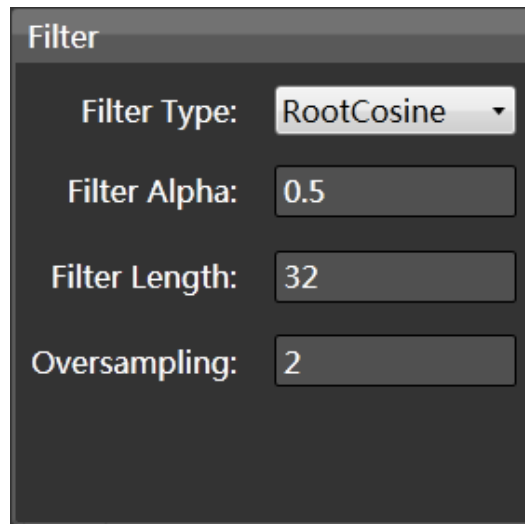 Filter
Filter Type: RootCosine
Filter Alpha: 0.5
Filter Length: 32
Oversampling: 2